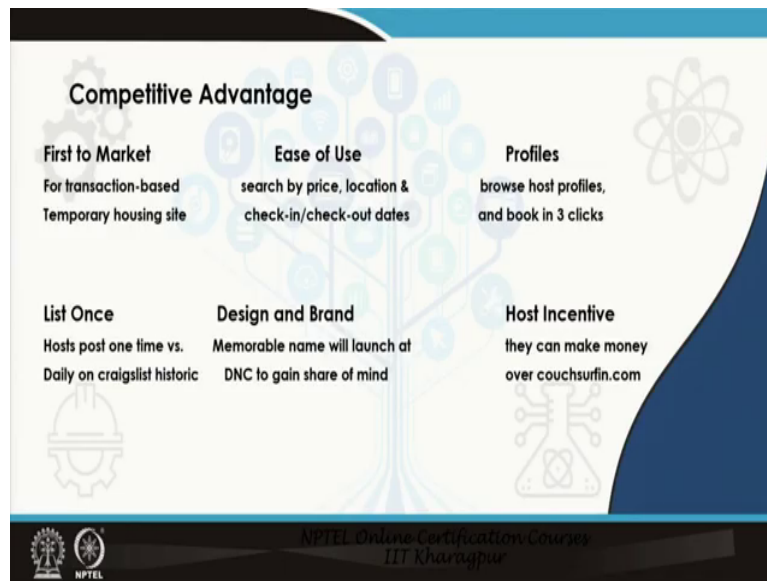 Competitive Advantage
First to Market
For transaction-based
Temporary housing site
Ease of Use
search by price, location &
check-in/check-out dates
Profiles
browse host profiles,
and book in 3 clicks
List Once
Hosts post one time vs.
Daily on craigslist historic
Design and Brand
Memorable name will launch at
DNC to gain share of mind
Host Incentive
they can make money
over couchsurfin.com
NPTEL
NPTEL Online Certification Courses
IIT Kharagpur